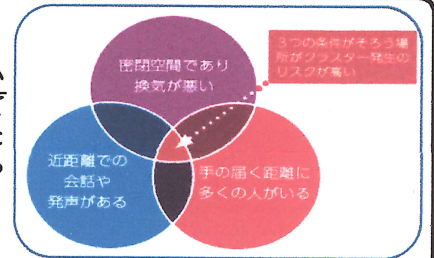 密閉空間であり
換気が悪い
3つの条件がそろう場
所がクラスター発生の
リスクが高い
近距離での
会話や
発声がある
手の届く距離に
多くの人がいる